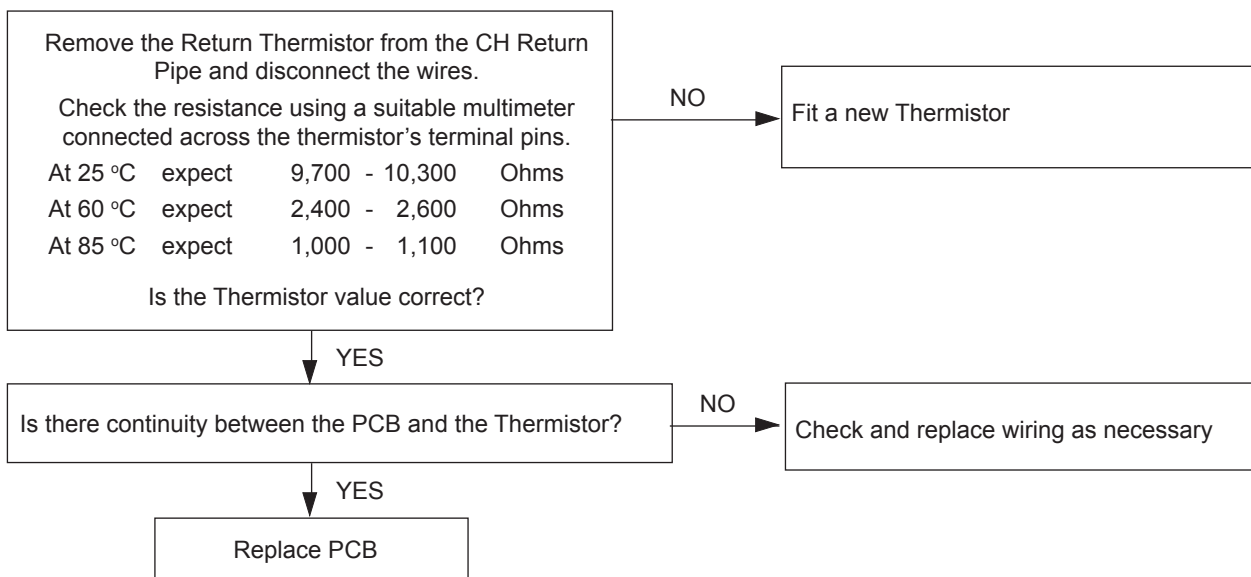 Remove the Return Thermistor from the CH Return
Pipe and disconnect the wires.
Check the resistance using a suitable multimeter
connected across the thermistor's terminal pins.
At 25 °C expect 9,700 - 10,300 Ohms
At 60 °C expect 2,400 - 2,600 Ohms
At 85 °C expect 1,000 - 1,100 Ohms
Is the Thermistor value correct?
NO
Fit a new Thermistor
YES
Is there continuity between the PCB and the Thermistor?
NO
Check and replace wiring as necessary
YES
Replace PCB